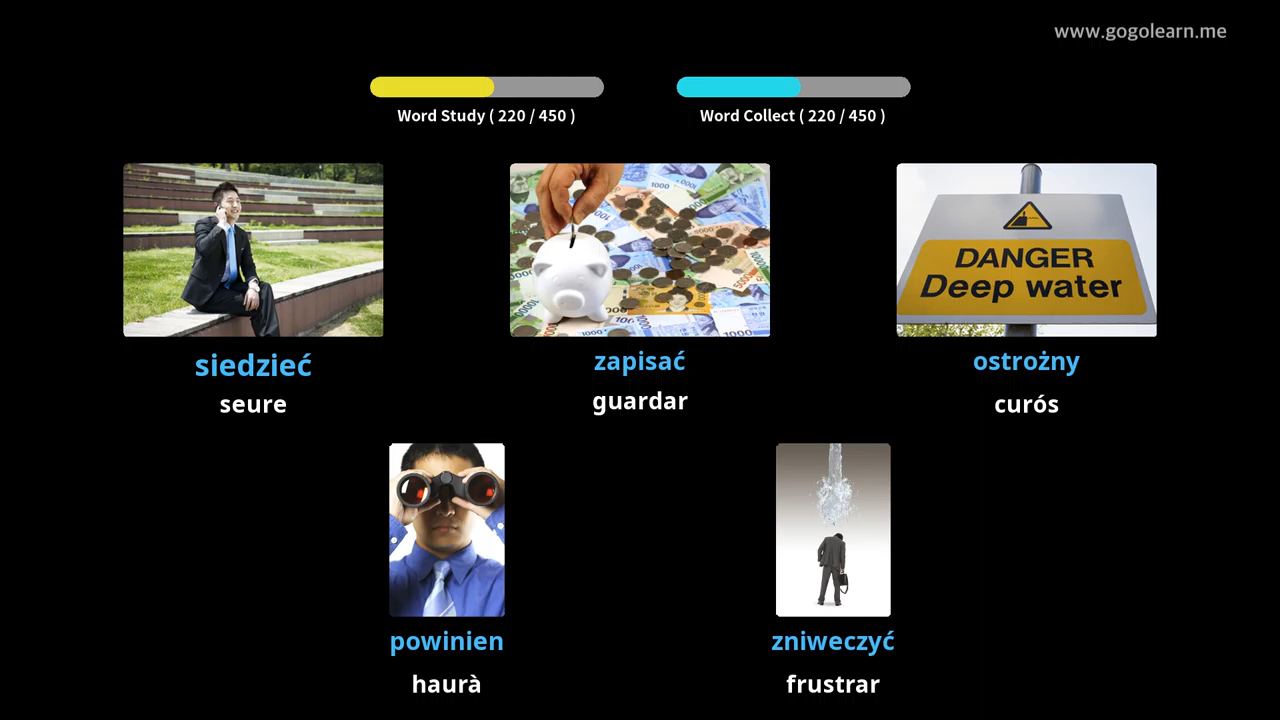 www.gogolearn.me
Word Study ( 220 / 450 )
Word Collect ( 220 / 450 )
DANGER
Deep water
siedzieć
zapisać
ostrożny
seure
guardar
curós
powinien
zniweczyć
haurà
frustrar